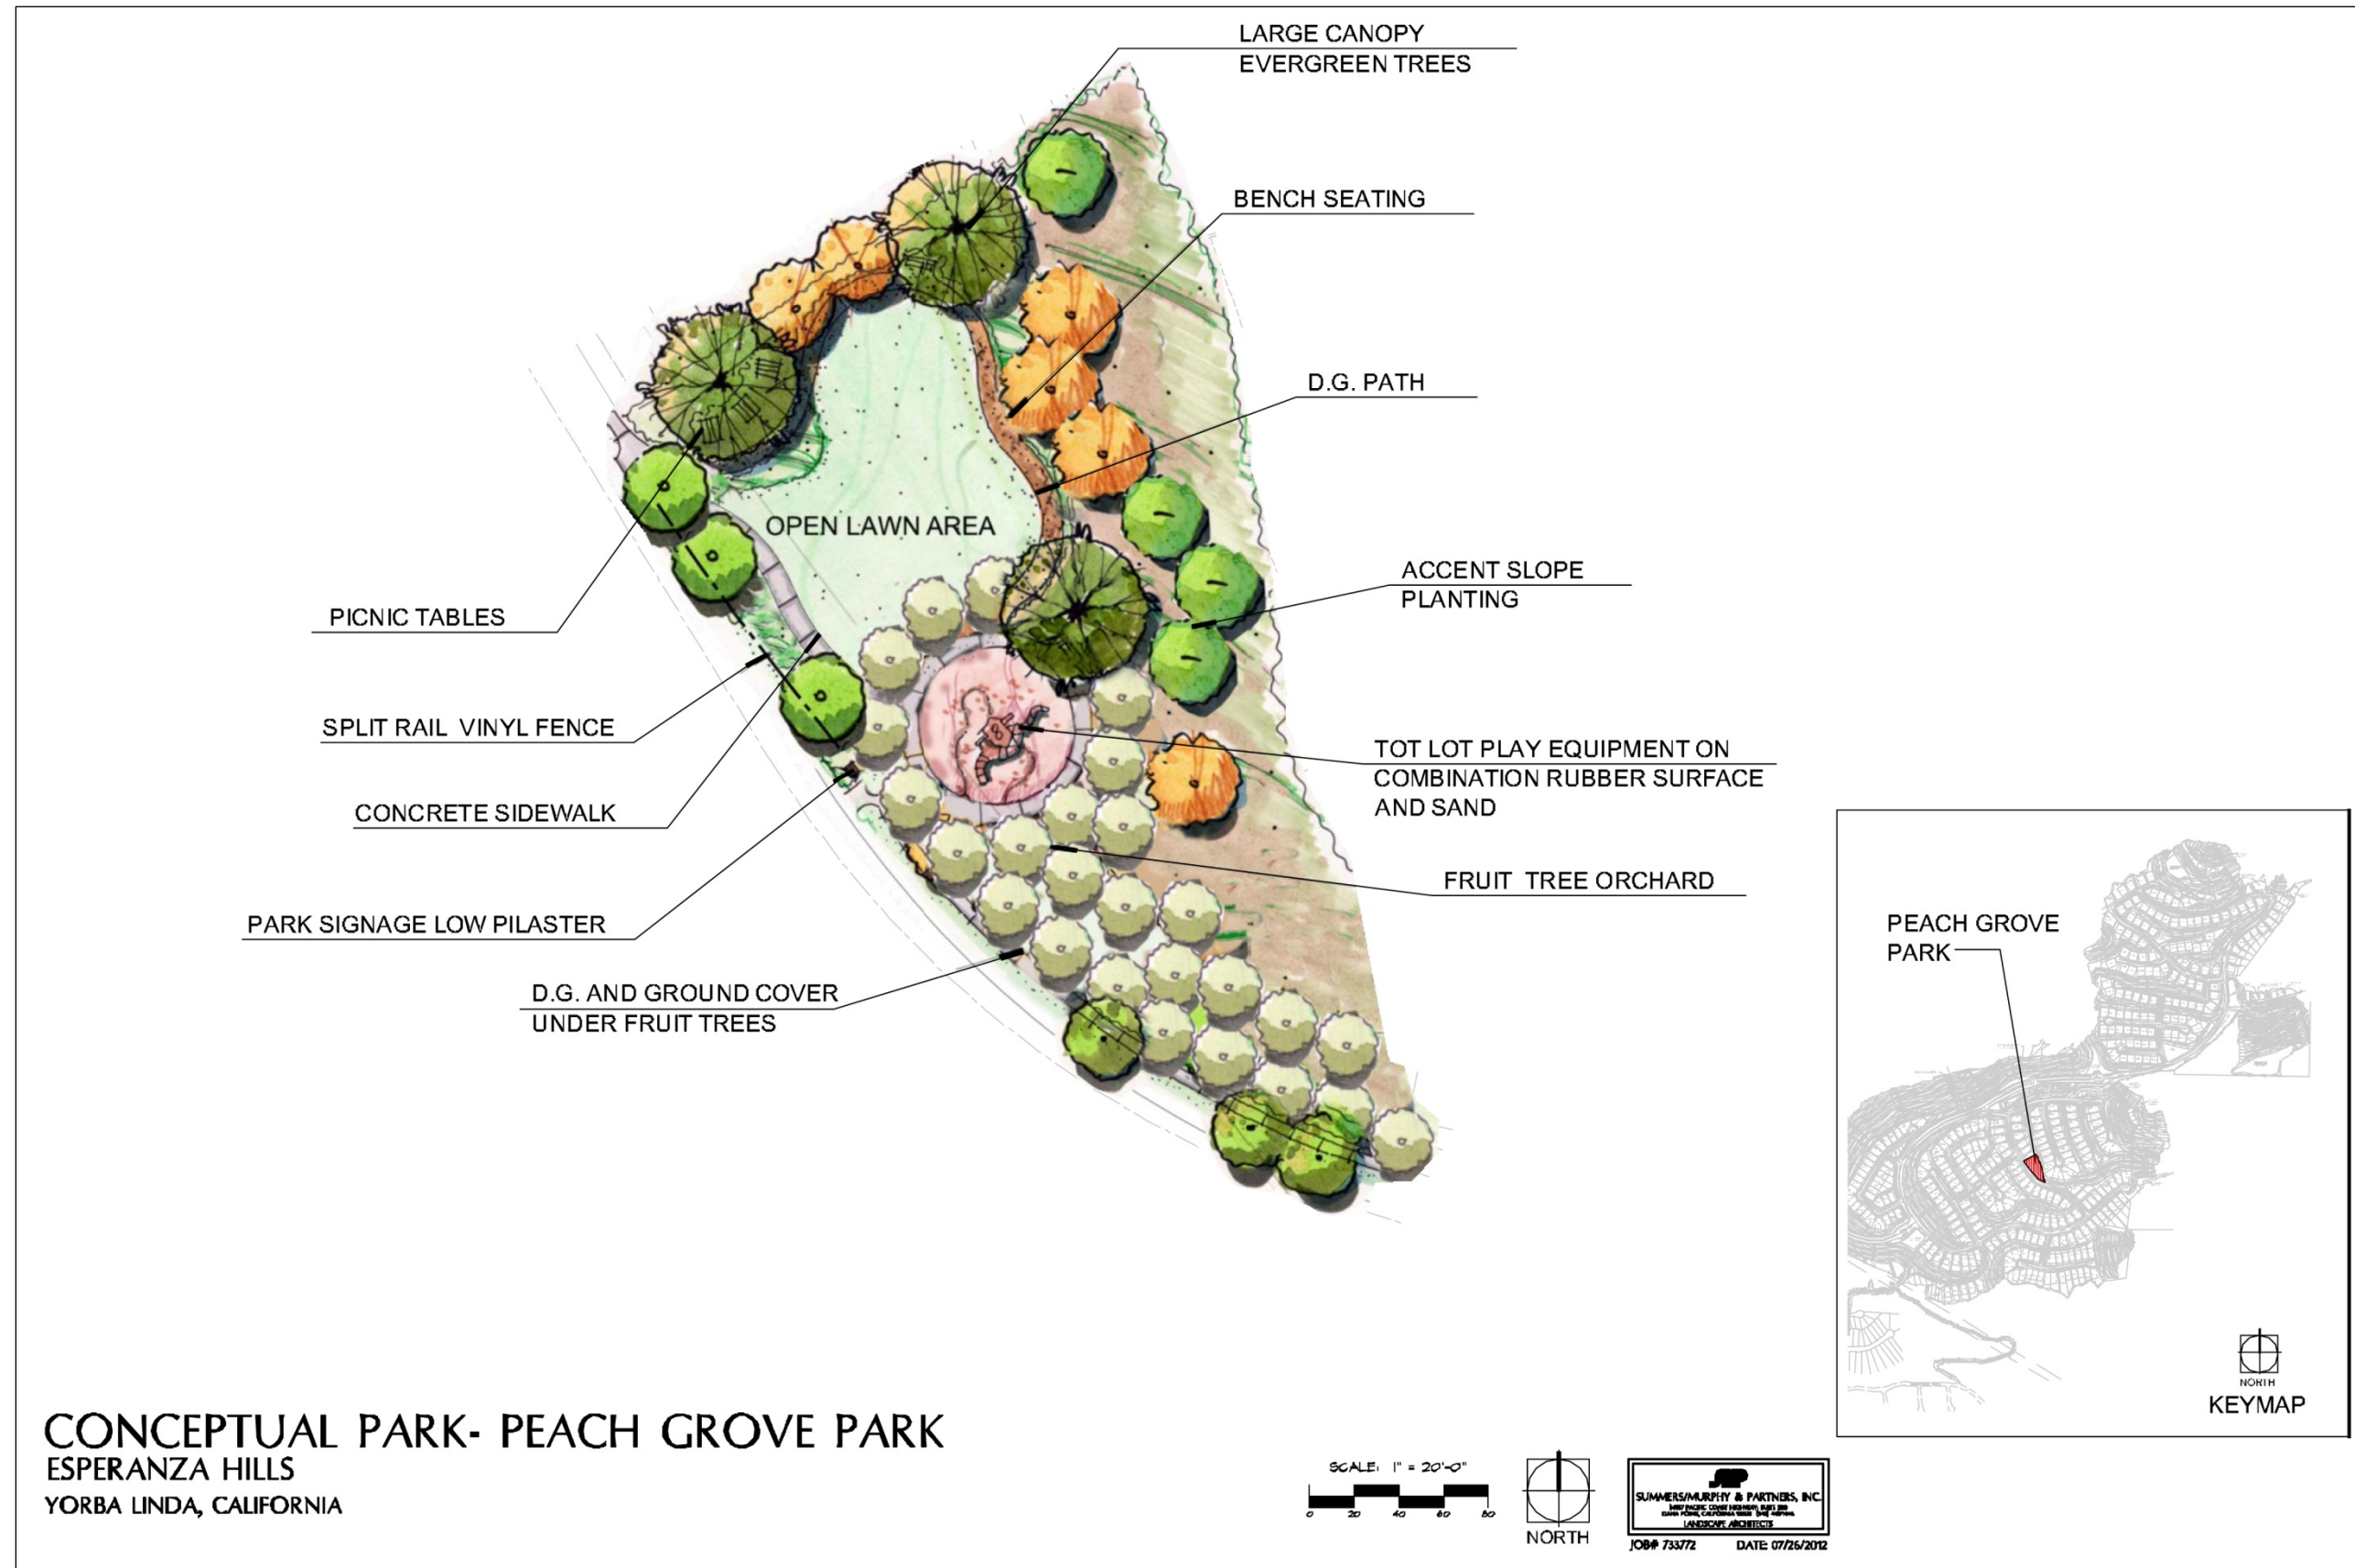 LARGE CANOPY
EVERGREEN TREES
BENCH SEATING
D.G. PATH
OPEN LAWN AREA
ACCENT SLOPE
PLANTING
PICNIC TABLES
SPLIT RAIL VINYL FENCE
TOT LOT PLAY EQUIPMENT ON
COMBINATION RUBBER SURFACE
AND SAND
CONCRETE SIDEWALK
FRUIT TREE ORCHARD
PARK SIGNAGE LOW PILASTER
D.G. AND GROUND COVER
UNDER FRUIT TREES
PEACH GROVE
PARK
NORTH
KEYMAP
CONCEPTUAL PARK- PEACH GROVE PARK
ESPERANZA HILLS
YORBA LINDA, CALIFORNIA
SCALE: 1" = 20'-0"
0 20 40 60 80
NORTH
SUMMERS/MURPHY & PARTNERS, INC.
LANDSCAPE ARCHITECTS
JOB# 733772 DATE: 07/26/2012